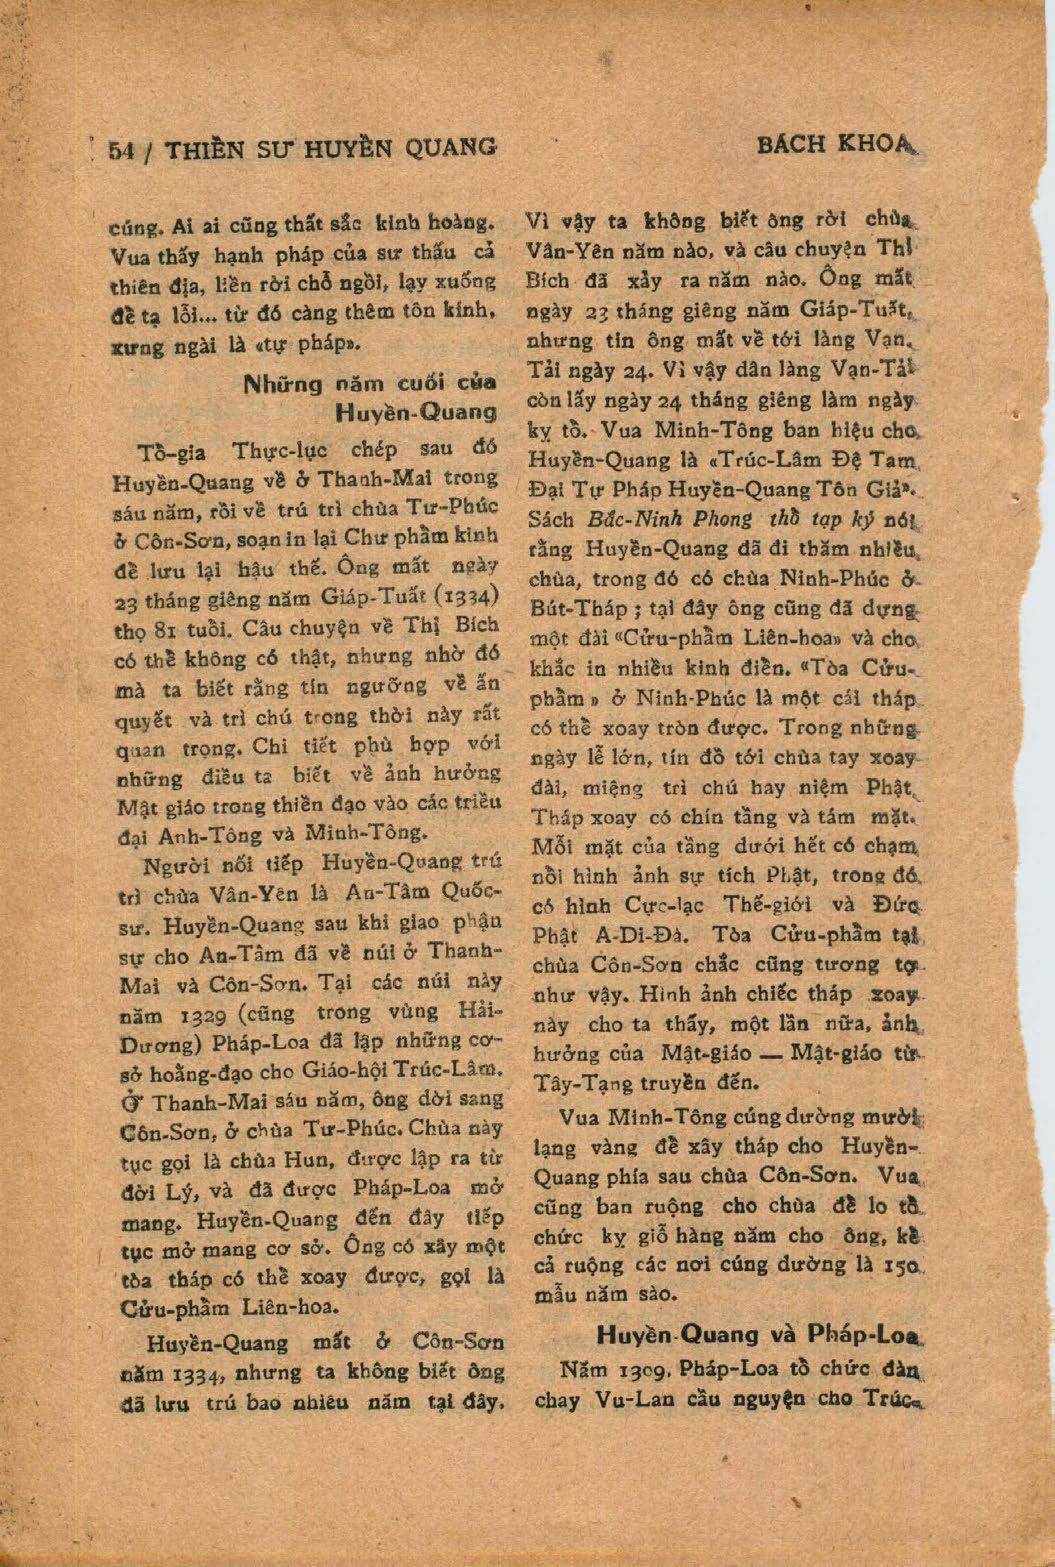 54 / THIỀN SƯ HUYỀN QUANG
BÁCH KHOA
cúng. Ai ai cũng thất sắc kinh hoàng.
Vua thấy hạnh pháp của sư thấu cả
thiên địa, liền rời chỗ ngồi, lạy xuống
để tạ lỗi... từ đó càng thêm tôn kính,
xưng ngài là «tự pháp».
Những năm cuối của
Huyền-Quang
Tổ-gia Thực-lục chép sau đó
Huyền-Quang về ở Thanh-Mai trong
sáu năm, rồi về trú trì chùa Tư-Phúc
ở Côn-Sơn, soạn in lại Chư phẩm kinh
để lưu lại hậu thế. Ông mất ngày
23 tháng giêng năm Giáp-Tuất (1334)
thọ 81 tuổi. Câu chuyện về Thị Bích
có thể không có thật, nhưng nhờ đó
mà ta biết rằng tín ngưỡng về ấn
quyết và trì chú trong thời này rất
quan trọng. Chi tiết phù hợp với
những điều ta biết về ảnh hưởng
Mật giáo trong thiền đạo vào các triều
đại Anh-Tông và Minh-Tông.
Người nối tiếp Huyền-Quang trú
trì chùa Vân-Yên là An-Tâm Quốc-
sư. Huyền-Quang sau khi giao phận
sự cho An-Tâm đã về núi ở Thanh-
Mai và Côn-Sơn. Tại các núi này
năm 1329 (cũng trong vùng Hải-
Dương) Pháp-Loa đã lập những cơ-
sở hoằng-đạo cho Giáo-hội Trúc-Lâm.
Ở Thanh-Mai sáu năm, ông dời sang
Côn-Sơn, ở chùa Tư-Phúc. Chùa này
tục gọi là chùa Hun, được lập ra từ
đời Lý, và đã được Pháp-Loa mở
mang. Huyền-Quang đến đây tiếp
tục mở mang cơ sở. Ông có xây một
tòa tháp có thể xoay được, gọi là
Cửu-phẩm Liên-hoa.
Huyền-Quang mất ở Côn-Sơn
năm 1334, nhưng ta không biết ông
đã lưu trú bao nhiêu năm tại đây.
Vì vậy ta không biết ông rời chùa
Vân-Yên năm nào, và câu chuyện Thị
Bích đã xảy ra năm nào. Ông mất
ngày 23 tháng giêng năm Giáp-Tuất,
nhưng tin ông mất về tới làng Vạn.
Tải ngày 24. Vì vậy dân làng Vạn-Tải
còn lấy ngày 24 tháng giêng làm ngày
kỵ tổ. Vua Minh-Tông ban hiệu cho
Huyền-Quang là «Trúc-Lâm Đệ Tam
Đại Tự Pháp Huyền-Quang Tôn Giả».
Sách Bắc-Ninh Phong thổ tạp ký nói
rằng Huyền-Quang đã đi thăm nhiều
chùa, trong đó có chùa Ninh-Phúc ở
Bút-Tháp ; tại đây ông cũng đã dựng
một đài «Cửu-phẩm Liên-hoa» và cho
khắc in nhiều kinh điển. «Tòa Cửu-
phẩm» ở Ninh-Phúc là một cái tháp
có thể xoay tròn được. Trong những
ngày lễ lớn, tín đồ tới chùa tay xoay
đài, miệng trì chú hay niệm Phật
Tháp xoay có chín tầng và tám mặt.
Mỗi mặt của tầng dưới hết có chạm
nổi hình ảnh sự tích Phật, trong đó
có hình Cực-lạc Thế-giới và Đức
Phật A-Di-Đà. Tòa Cửu-phẩm tại
chùa Côn-Sơn chắc cũng tương tợ
như vậy. Hình ảnh chiếc tháp xoay
này cho ta thấy, một lần nữa, ảnh
hưởng của Mật-giáo — Mật-giáo từ
Tây-Tạng truyền đến.
Vua Minh-Tông cúng dường mười
lạng vàng để xây tháp cho Huyền-
Quang phía sau chùa Côn-Sơn. Vua
cũng ban ruộng cho chùa để lo tổ
chức kỵ giỗ hàng năm cho ông, kể
cả ruộng các nơi cúng dường là 150
mẫu năm sào.
Huyền-Quang và Pháp-Loa
Năm 1309, Pháp-Loa tổ chức đàn
chay Vu-Lan cầu nguyện cho Trúc-